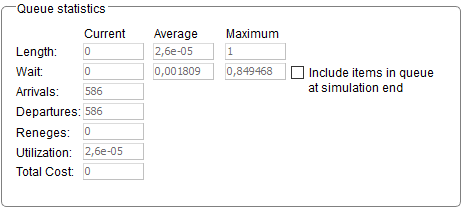 Queue statistics
Current Average Maximum
Length: 0 2,6e-05 1
Wait: 0 0,001809 0,849468 Include items in queue
at simulation end
Arrivals: 586
Departures: 586
Reneges: 0
Utilization: 2,6e-05
Total Cost: 0